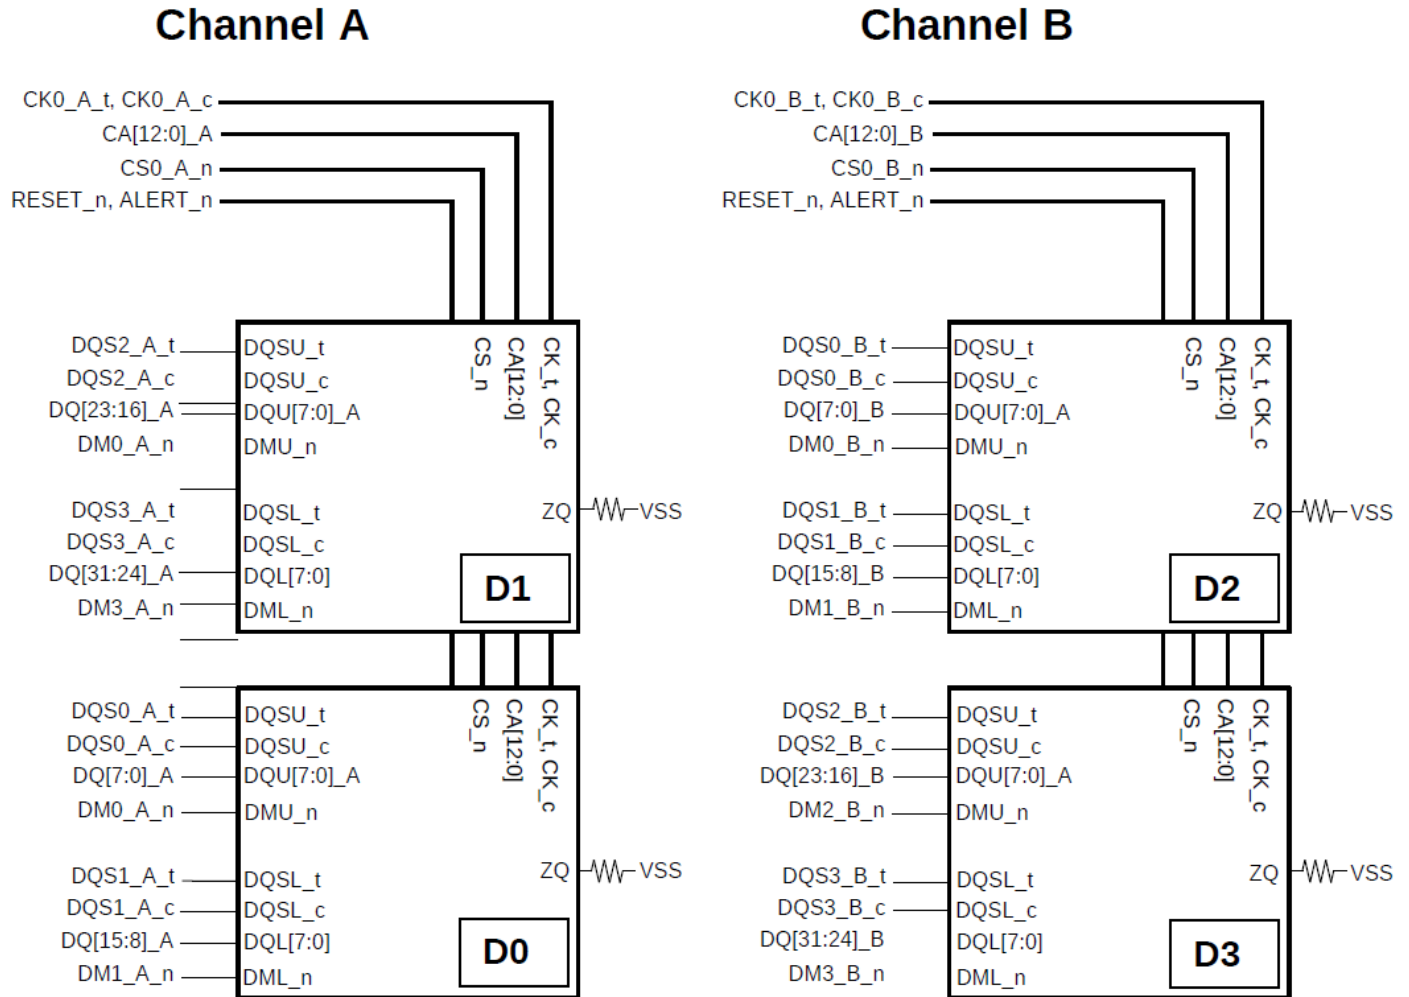 Channel A
CK0_A_t, CK0_A_c
CA[12:0]_A
CS0_A_n
RESET_n, ALERT_n
DQS2_A_t
DQS2_A_c
DQ[23:16]_A
DM0_A_n
DQS3_A_t
DQS3_A_c
DQ[31:24]_A
DM3_A_n
DQSU_t
DQSU_c
DQU[7:0]_A
DMU_n
DQSL_t
DQSL_c
DQL[7:0]
DML_n
CS_n
CA[12:0]
CK_t, CK_c
ZQ
VSS
D1
DQS0_A_t
DQS0_A_c
DQ[7:0]_A
DM0_A_n
DQS1_A_t
DQS1_A_c
DQ[15:8]_A
DM1_A_n
DQSU_t
DQSU_c
DQU[7:0]_A
DMU_n
DQSL_t
DQSL_c
DQL[7:0]
DML_n
CS_n
CA[12:0]
CK_t, CK_c
ZQ
VSS
D0
Channel B
CK0_B_t, CK0_B_c
CA[12:0]_B
CS0_B_n
RESET_n, ALERT_n
DQS0_B_t
DQS0_B_c
DQ[7:0]_B
DM0_B_n
DQS1_B_t
DQS1_B_c
DQ[15:8]_B
DM1_B_n
DQSU_t
DQSU_c
DQU[7:0]_A
DMU_n
DQSL_t
DQSL_c
DQL[7:0]
DML_n
CS_n
CA[12:0]
CK_t, CK_c
ZQ
VSS
D2
DQS2_B_t
DQS2_B_c
DQ[23:16]_B
DM2_B_n
DQS3_B_t
DQS3_B_c
DQ[31:24]_B
DM3_B_n
DQSU_t
DQSU_c
DQU[7:0]_A
DMU_n
DQSL_t
DQSL_c
DQL[7:0]
DML_n
CS_n
CA[12:0]
CK_t, CK_c
ZQ
VSS
D3